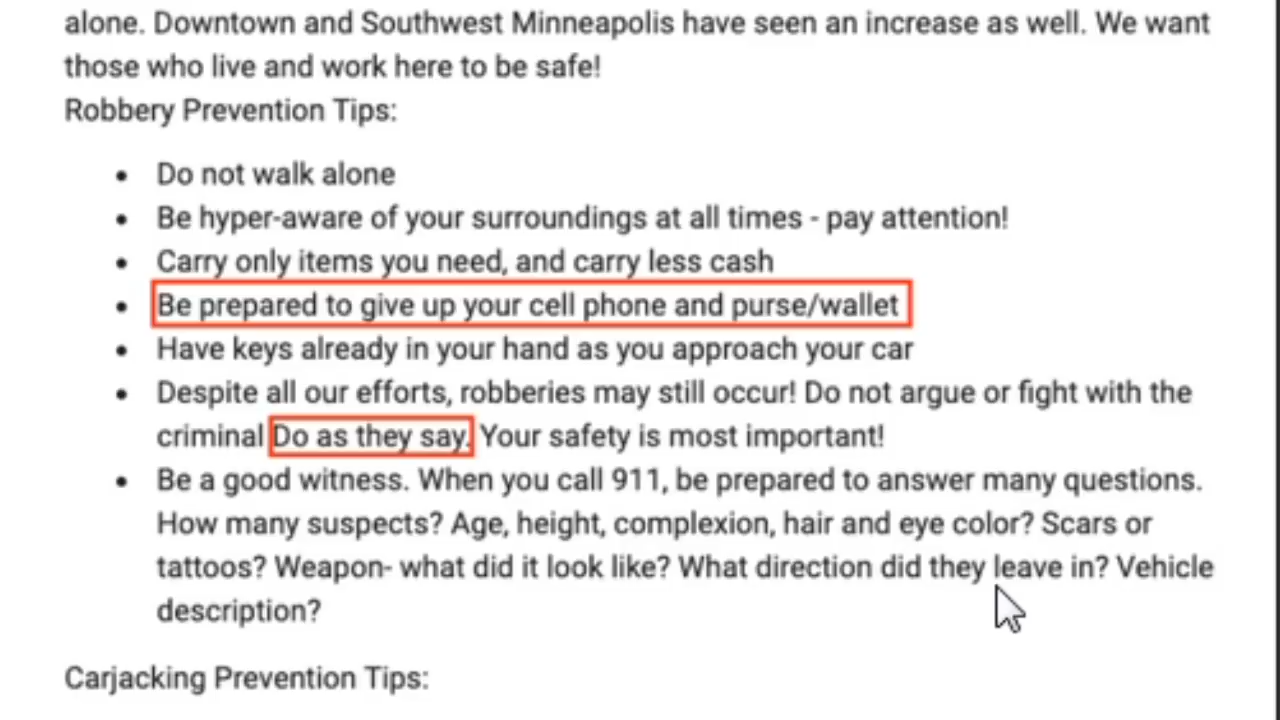 alone. Downtown and Southwest Minneapolis have seen an increase as well. We want
those who live and work here to be safe!
Robbery Prevention Tips:
• Do not walk alone
• Be hyper-aware of your surroundings at all times - pay attention!
• Carry only items you need, and carry less cash
• Be prepared to give up your cell phone and purse/wallet
• Have keys already in your hand as you approach your car
• Despite all our efforts, robberies may still occur! Do not argue or fight with the
criminal Do as they say. Your safety is most important!
• Be a good witness. When you call 911, be prepared to answer many questions.
How many suspects? Age, height, complexion, hair and eye color? Scars or
tattoos? Weapon- what did it look like? What direction did they leave in? Vehicle
description?
Carjacking Prevention Tips: